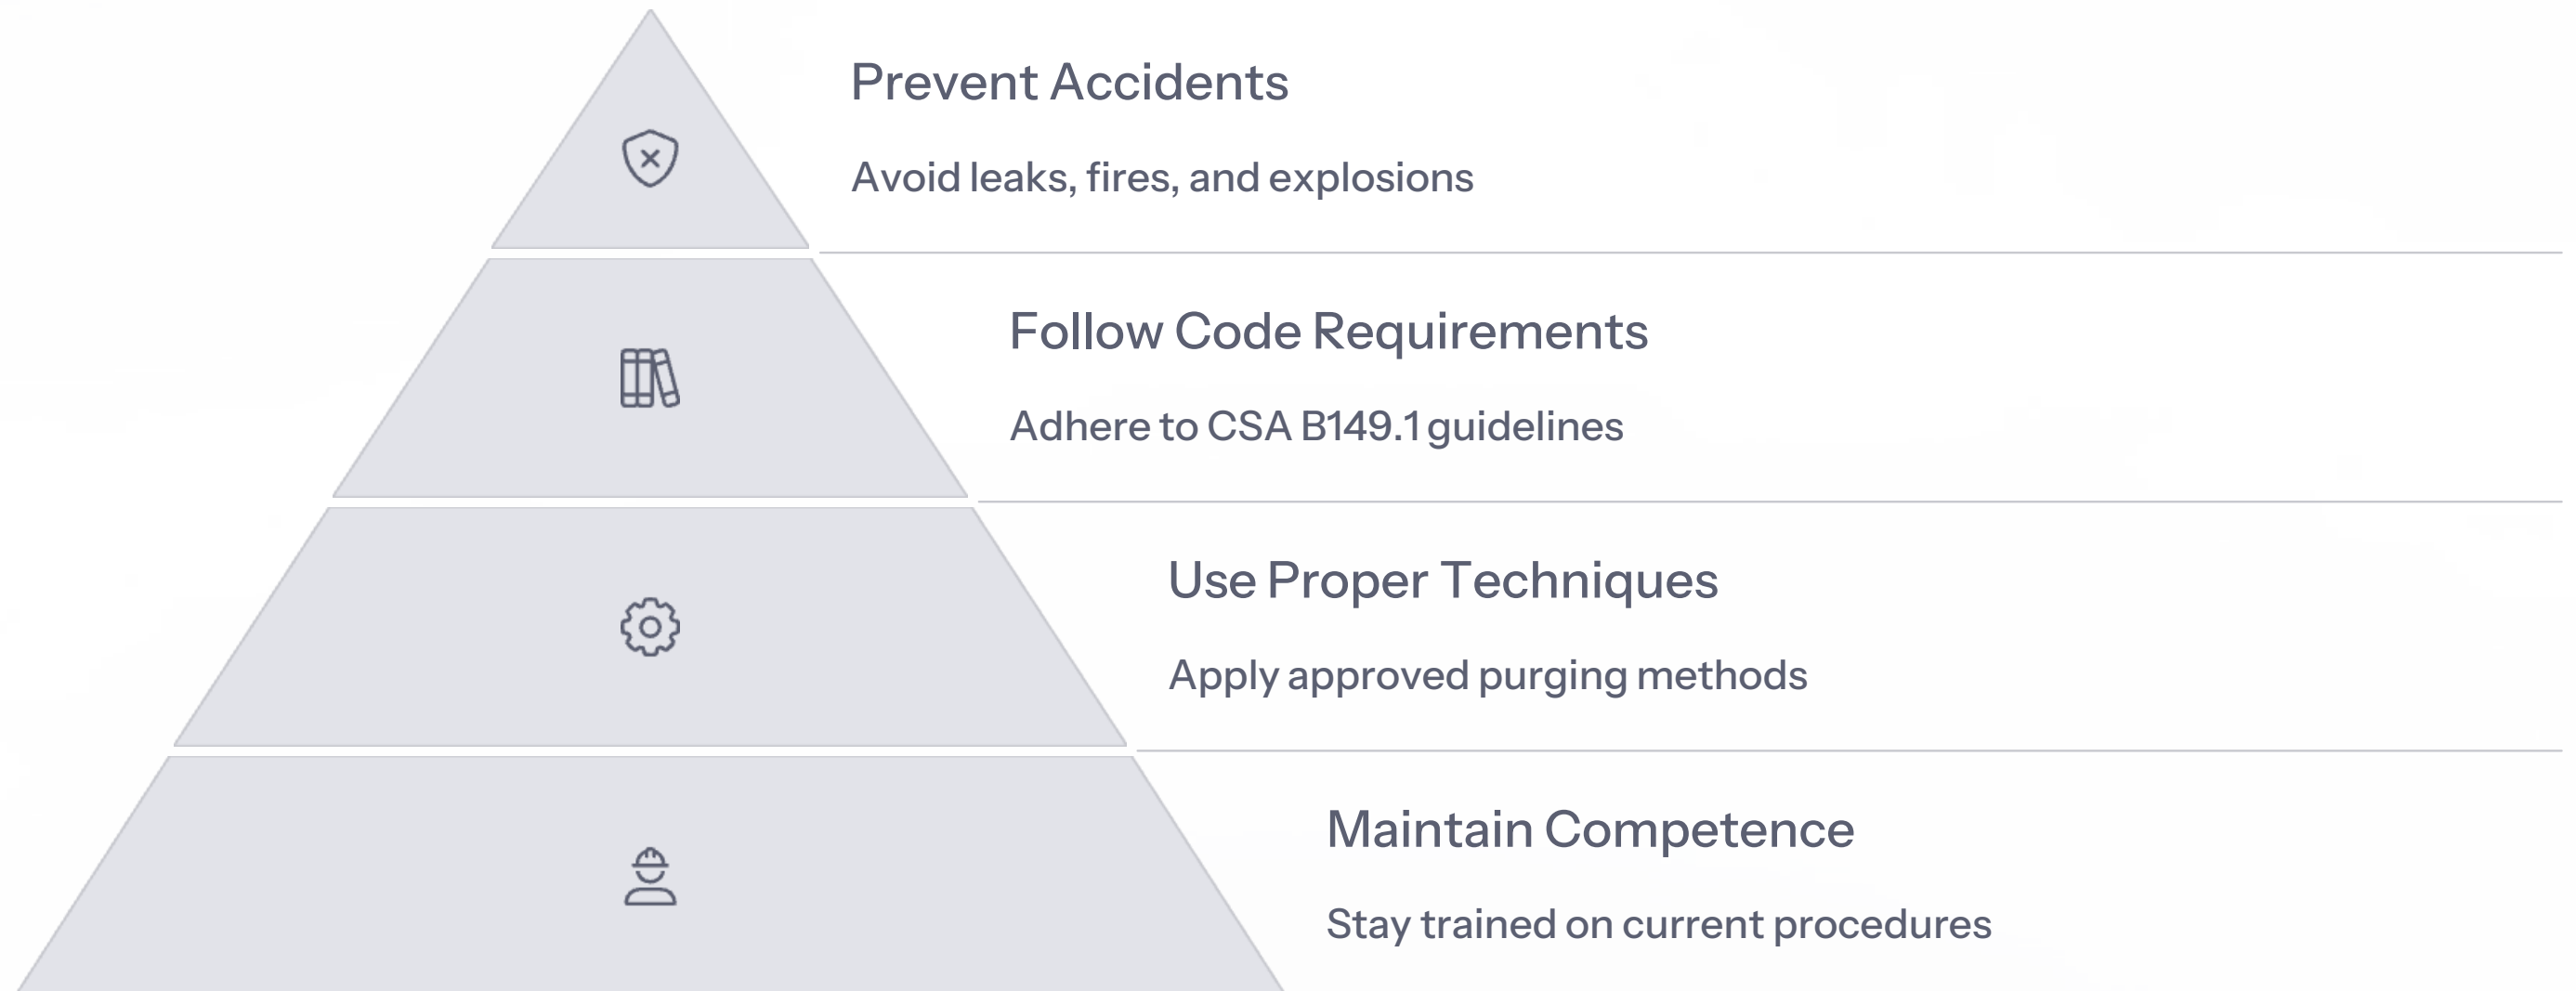 Prevent Accidents
Avoid leaks, fires, and explosions
Follow Code Requirements
Adhere to CSA B149.1 guidelines
Use Proper Techniques
Apply approved purging methods
Maintain Competence
Stay trained on current procedures